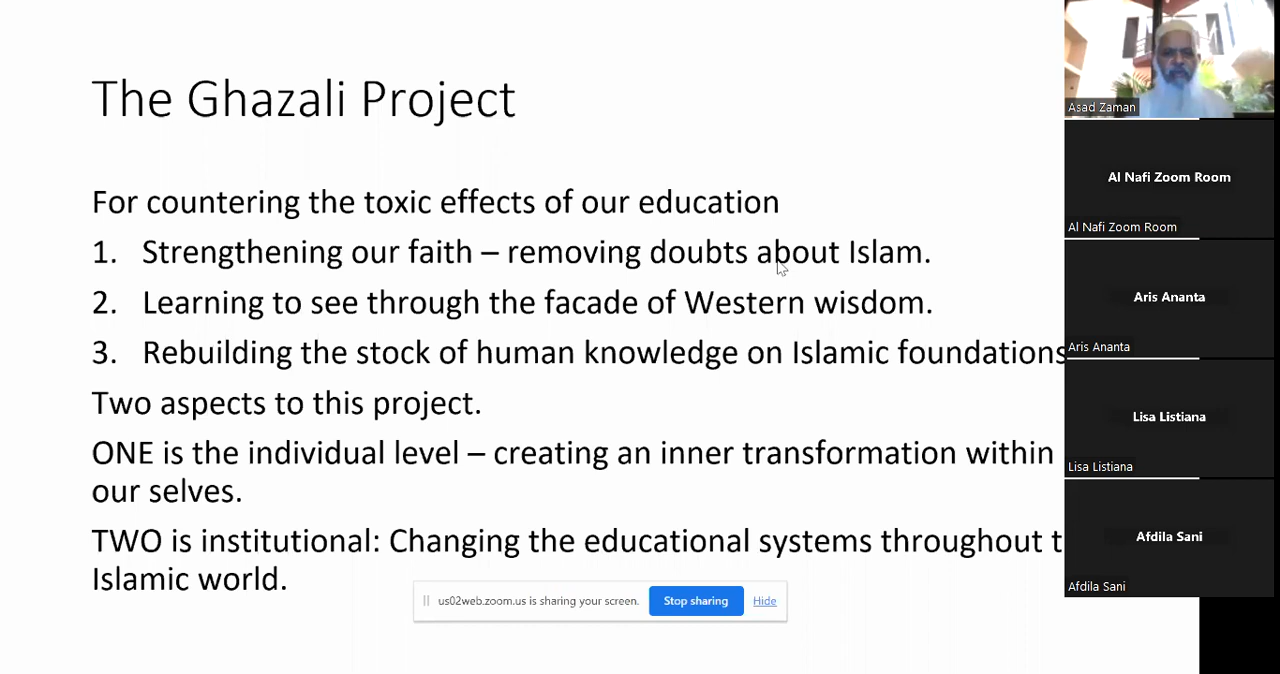 The Ghazali Project
For countering the toxic effects of our education
1. Strengthening our faith – removing doubts about Islam.
2. Learning to see through the facade of Western wisdom.
3. Rebuilding the stock of human knowledge on Islamic foundations
Two aspects to this project.
ONE is the individual level – creating an inner transformation within
our selves.
TWO is institutional: Changing the educational systems throughout t
Islamic world.
us02web.zoom.us is sharing your screen.
Stop sharing
Hide
Asad Zaman
Al Nafi Zoom Room
Al Nafi Zoom Room
Aris Ananta
Aris Ananta
Lisa Listiana
Lisa Listiana
Afdila Sani
Afdila Sani